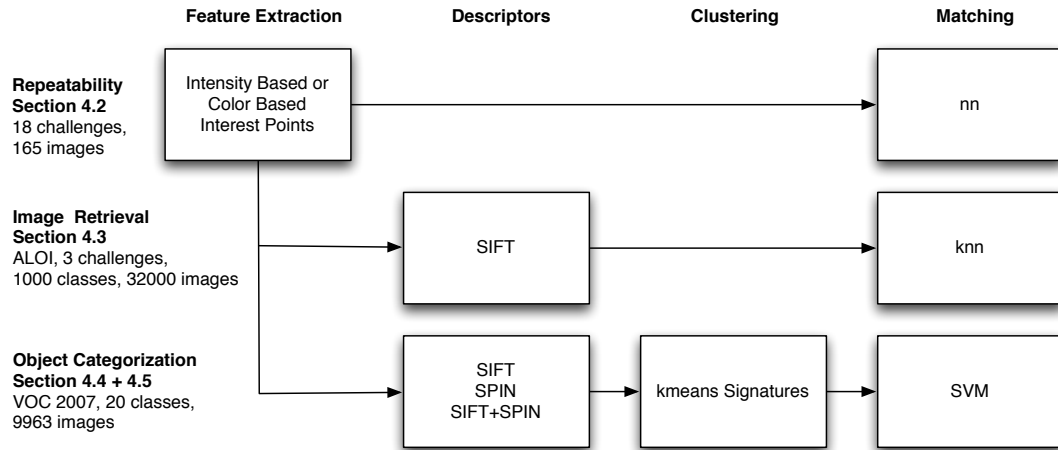 Feature Extraction
Descriptors
Clustering
Matching
Repeatability
Section 4.2
18 challenges,
165 images
Intensity Based or
Color Based
Interest Points
nn
Image Retrieval
Section 4.3
ALOI, 3 challenges,
1000 classes, 32000 images
SIFT
knn
Object Categorization
Section 4.4 + 4.5
VOC 2007, 20 classes,
9963 images
SIFT
SPIN
SIFT+SPIN
kmeans Signatures
SVM